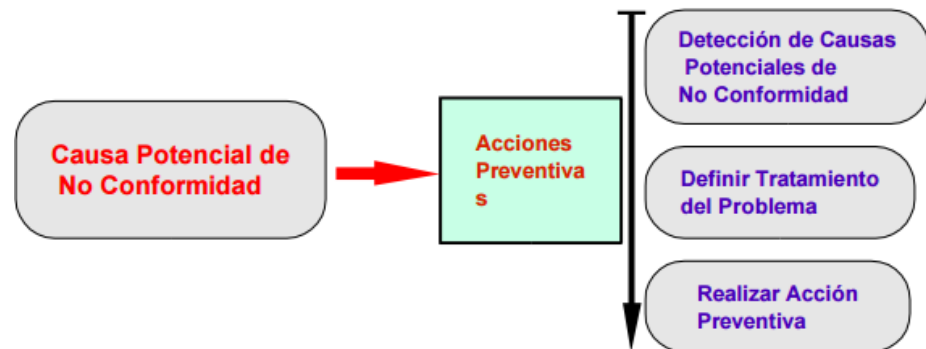 Causa Potencial de
No Conformidad
Acciones
Preventiva
s
Detección de Causas
Potenciales de
No Conformidad
Definir Tratamiento
del Problema
Realizar Acción
Preventiva